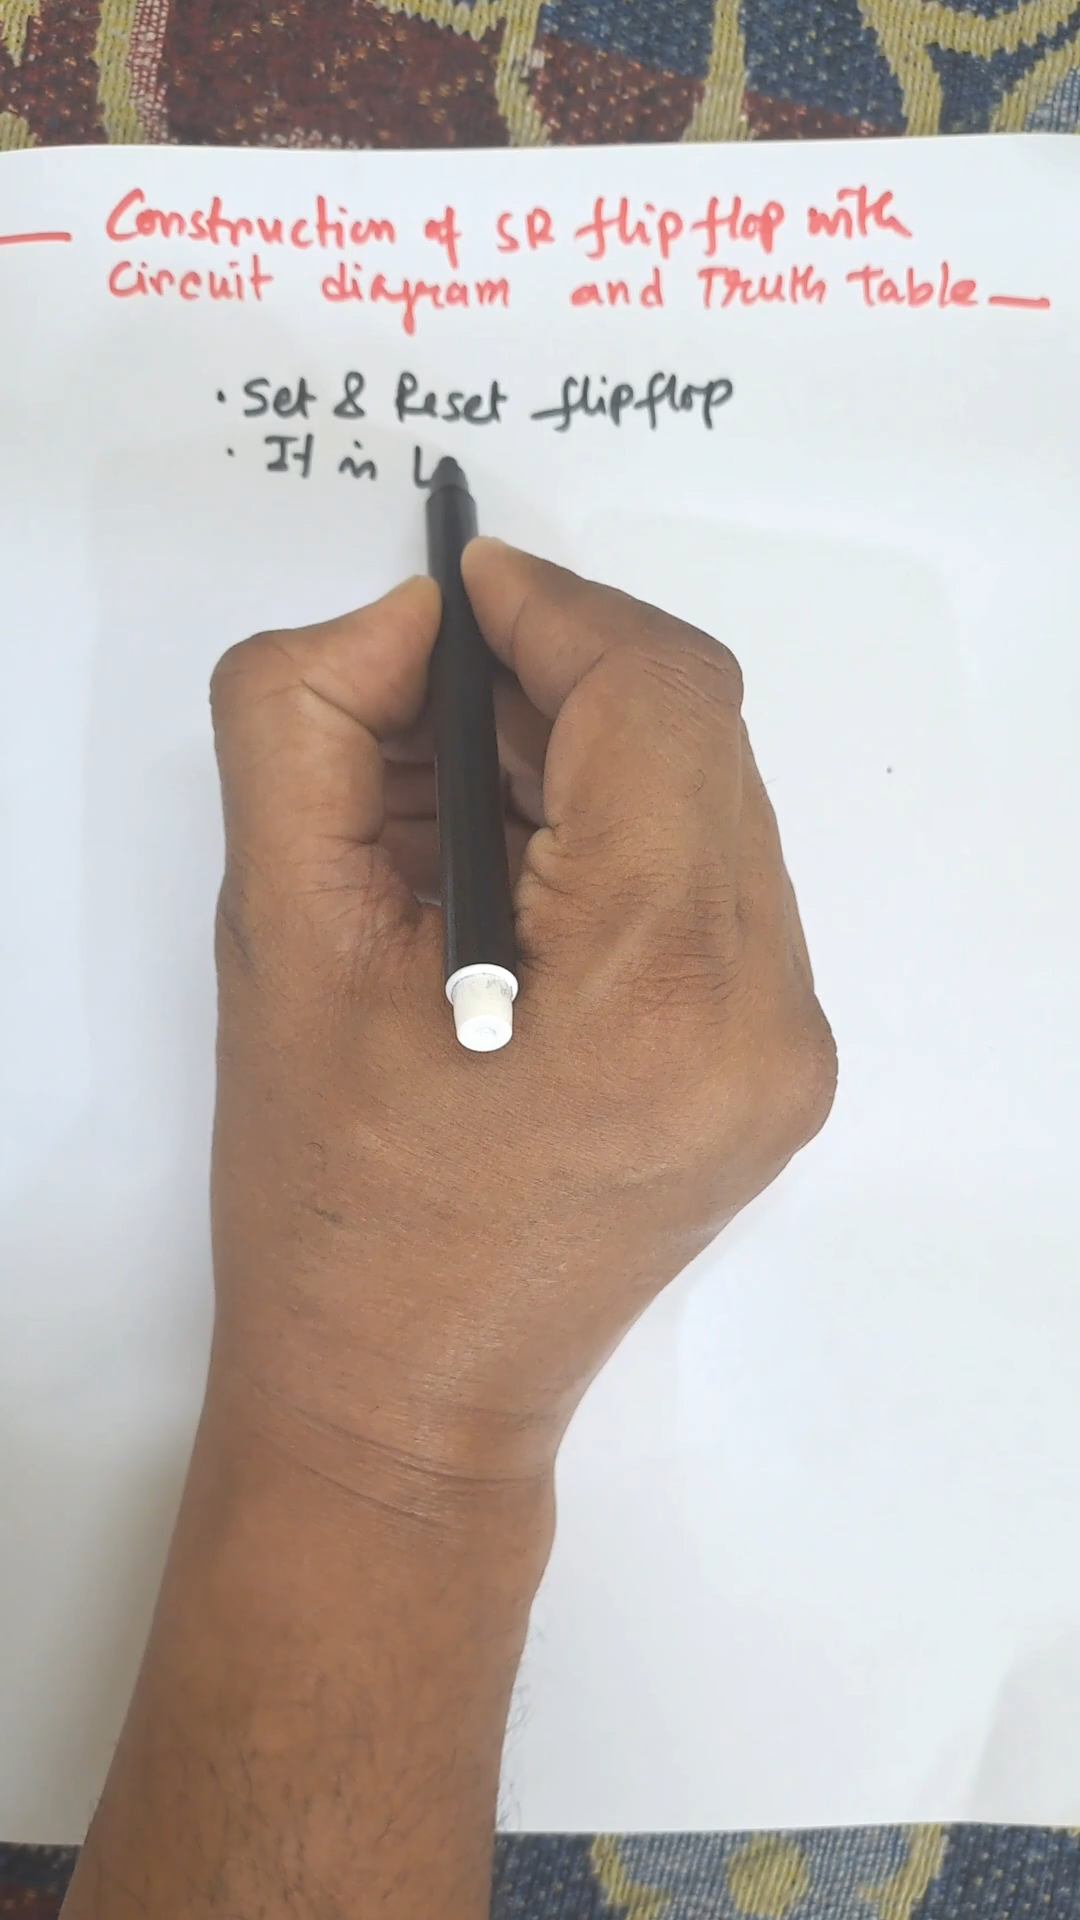 Construction of SR flip flop with
Circuit diagram and Truth Table
. Set & Reset flipflop
. It is